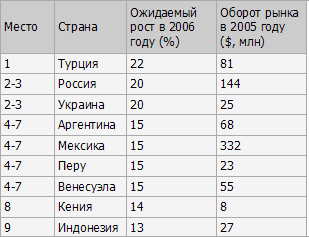 Место Страна Ожидаемый рост в 2006 году (%) Оборот рынка в 2005 году ($, млн)
1 Турция 22 81
2-3 Россия 20 144
2-3 Украина 20 25
4-7 Аргентина 15 68
4-7 Мексика 15 332
4-7 Перу 15 23
4-7 Венесуэла 15 55
8 Кения 14 8
9 Индонезия 13 27